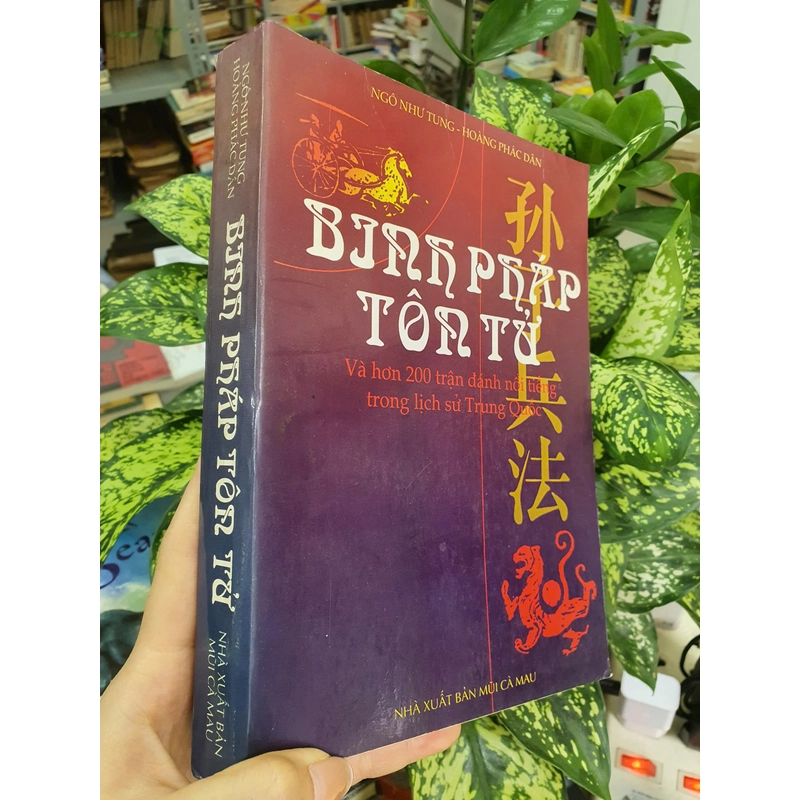 NGÔ NHƯ TUNG - HOÀNG PHÁC DÂN
孙子兵法
BINH PHÁP
TÔN TỬ
Và hơn 200 trận đánh nổi tiếng
trong lịch sử Trung Quốc
NHÀ XUẤT BẢN MŨI CÀ MAU
NGÔ NHƯ TUNG
HOÀNG PHÁC DÂN
BINH PHÁP TÔN TỬ
NHÀ XUẤT BẢN
MŨI CÀ MAU
Sea